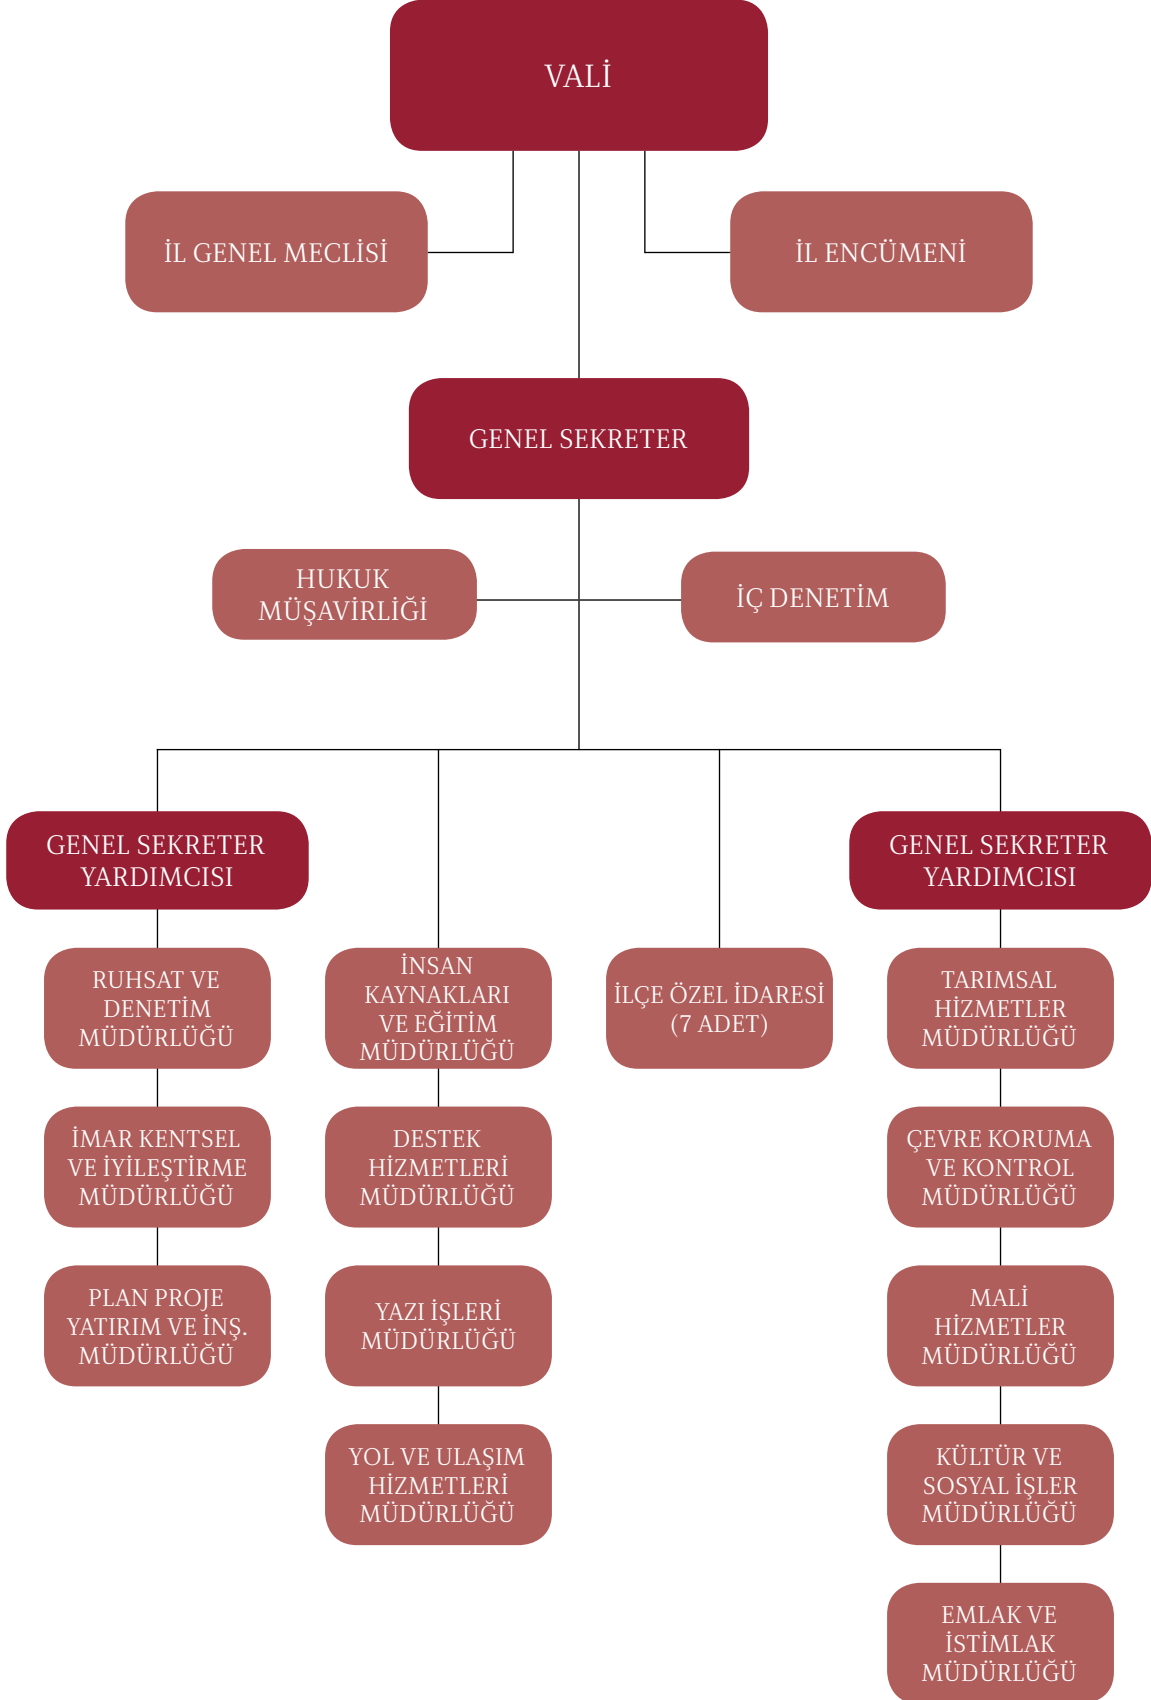 VALİ
İL GENEL MECLİSİ
İL ENCÜMENİ
GENEL SEKRETER
HUKUK
MÜŞAVİRLİĞİ
İÇ DENETİM
GENEL SEKRETER
YARDIMCISI
GENEL SEKRETER
YARDIMCISI
RUHSAT VE
DENETİM
MÜDÜRLÜĞÜ
İNSAN
KAYNAKLARI
VE EĞİTİM
MÜDÜRLÜĞÜ
İLÇE ÖZEL İDARESİ
(7 ADET)
TARIMSAL
HİZMETLER
MÜDÜRLÜĞÜ
İMAR KENTSEL
VE İYİLEŞTİRME
MÜDÜRLÜĞÜ
DESTEK
HİZMETLERİ
MÜDÜRLÜĞÜ
ÇEVRE KORUMA
VE KONTROL
MÜDÜRLÜĞÜ
PLAN PROJE
YATIRIM VE İNŞ.
MÜDÜRLÜĞÜ
YAZI İŞLERİ
MÜDÜRLÜĞÜ
MALİ
HİZMETLER
MÜDÜRLÜĞÜ
YOL VE ULAŞIM
HİZMETLERİ
MÜDÜRLÜĞÜ
KÜLTÜR VE
SOSYAL İŞLER
MÜDÜRLÜĞÜ
EMLAK VE
İSTİMLAK
MÜDÜRLÜĞÜ